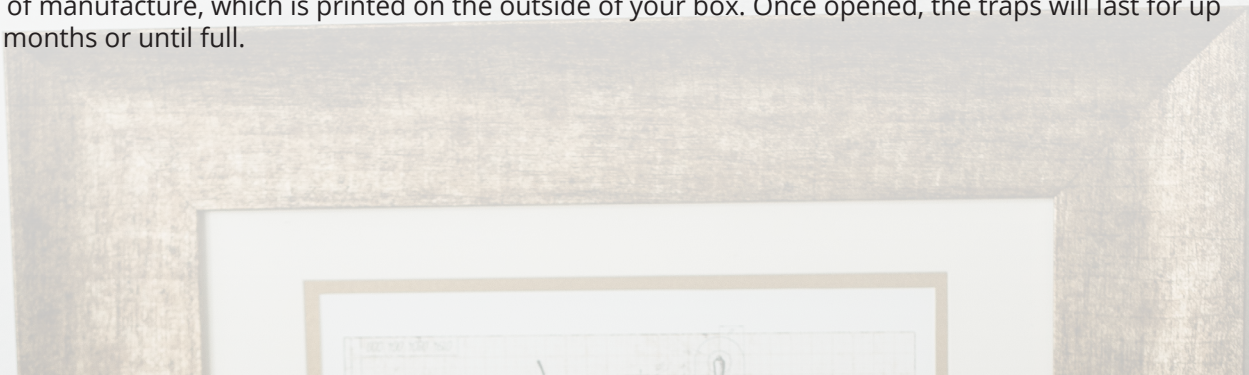 of manufacture, which is printed on the outside of your box. Once opened, the traps will last for up
months or until full.